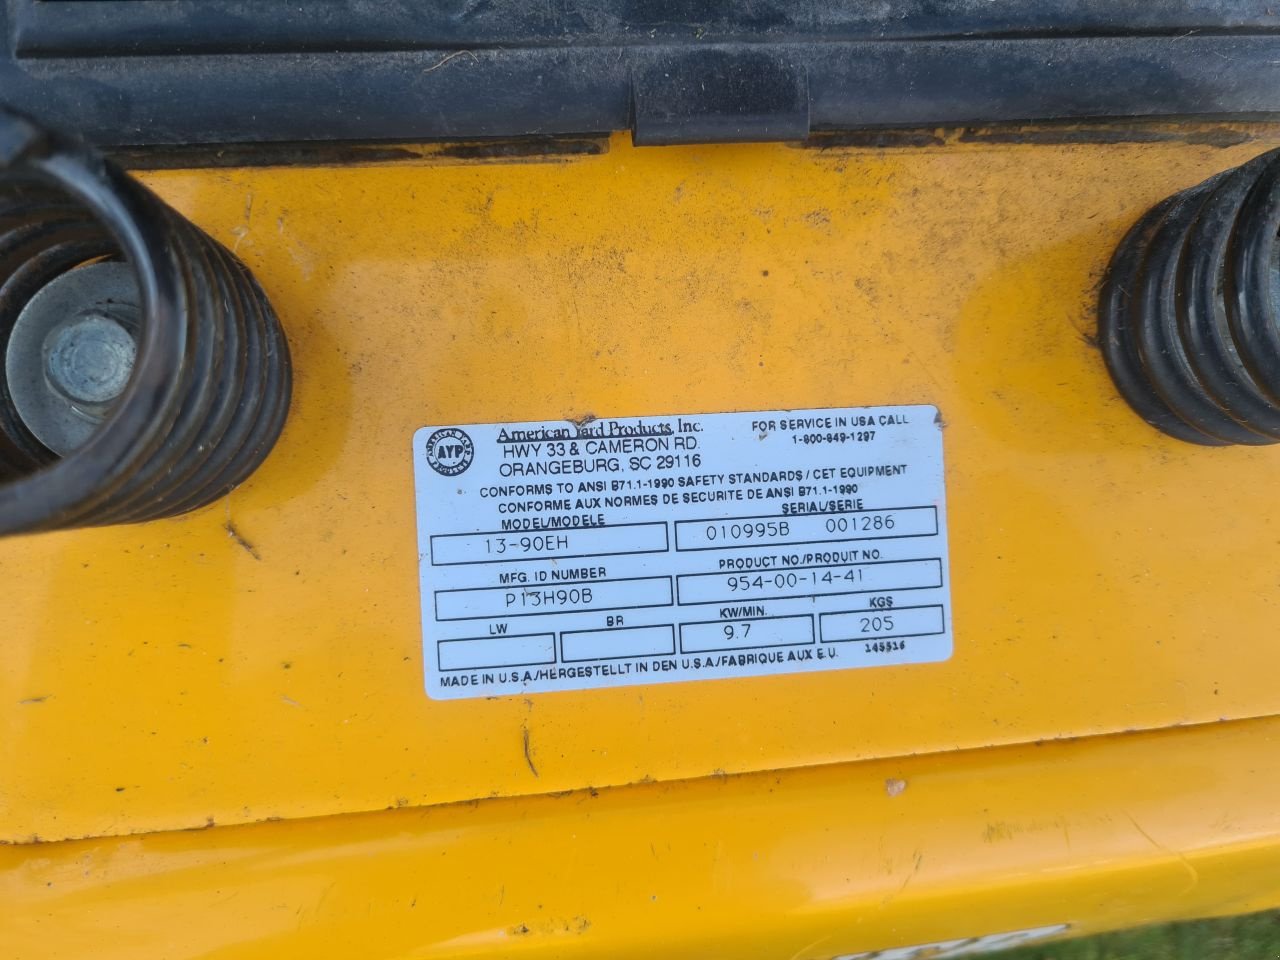 AYP
American Yard Products, Inc.
HWY 33 & CAMERON RD.
ORANGEBURG, SC 29116
FOR SERVICE IN USA CALL
1-800-849-1297
CONFORMS TO ANSI B71.1-1990 SAFETY STANDARDS / CET EQUIPMENT
CONFORME AUX NORMES DE SECURITE DE ANSI B71.1-1990
MODEL/MODELE
13-90EH
SERIAL/SERIE
010995B 001286
MFG. ID NUMBER
P13H90B
PRODUCT NO./PRODUIT NO.
954-00-14-41
LW
BR
KW/MIN.
9.7
KGS
205
MADE IN U.S.A./HERGESTELLT IN DEN U.S.A/FABRIQUE AUX E.U.
145516